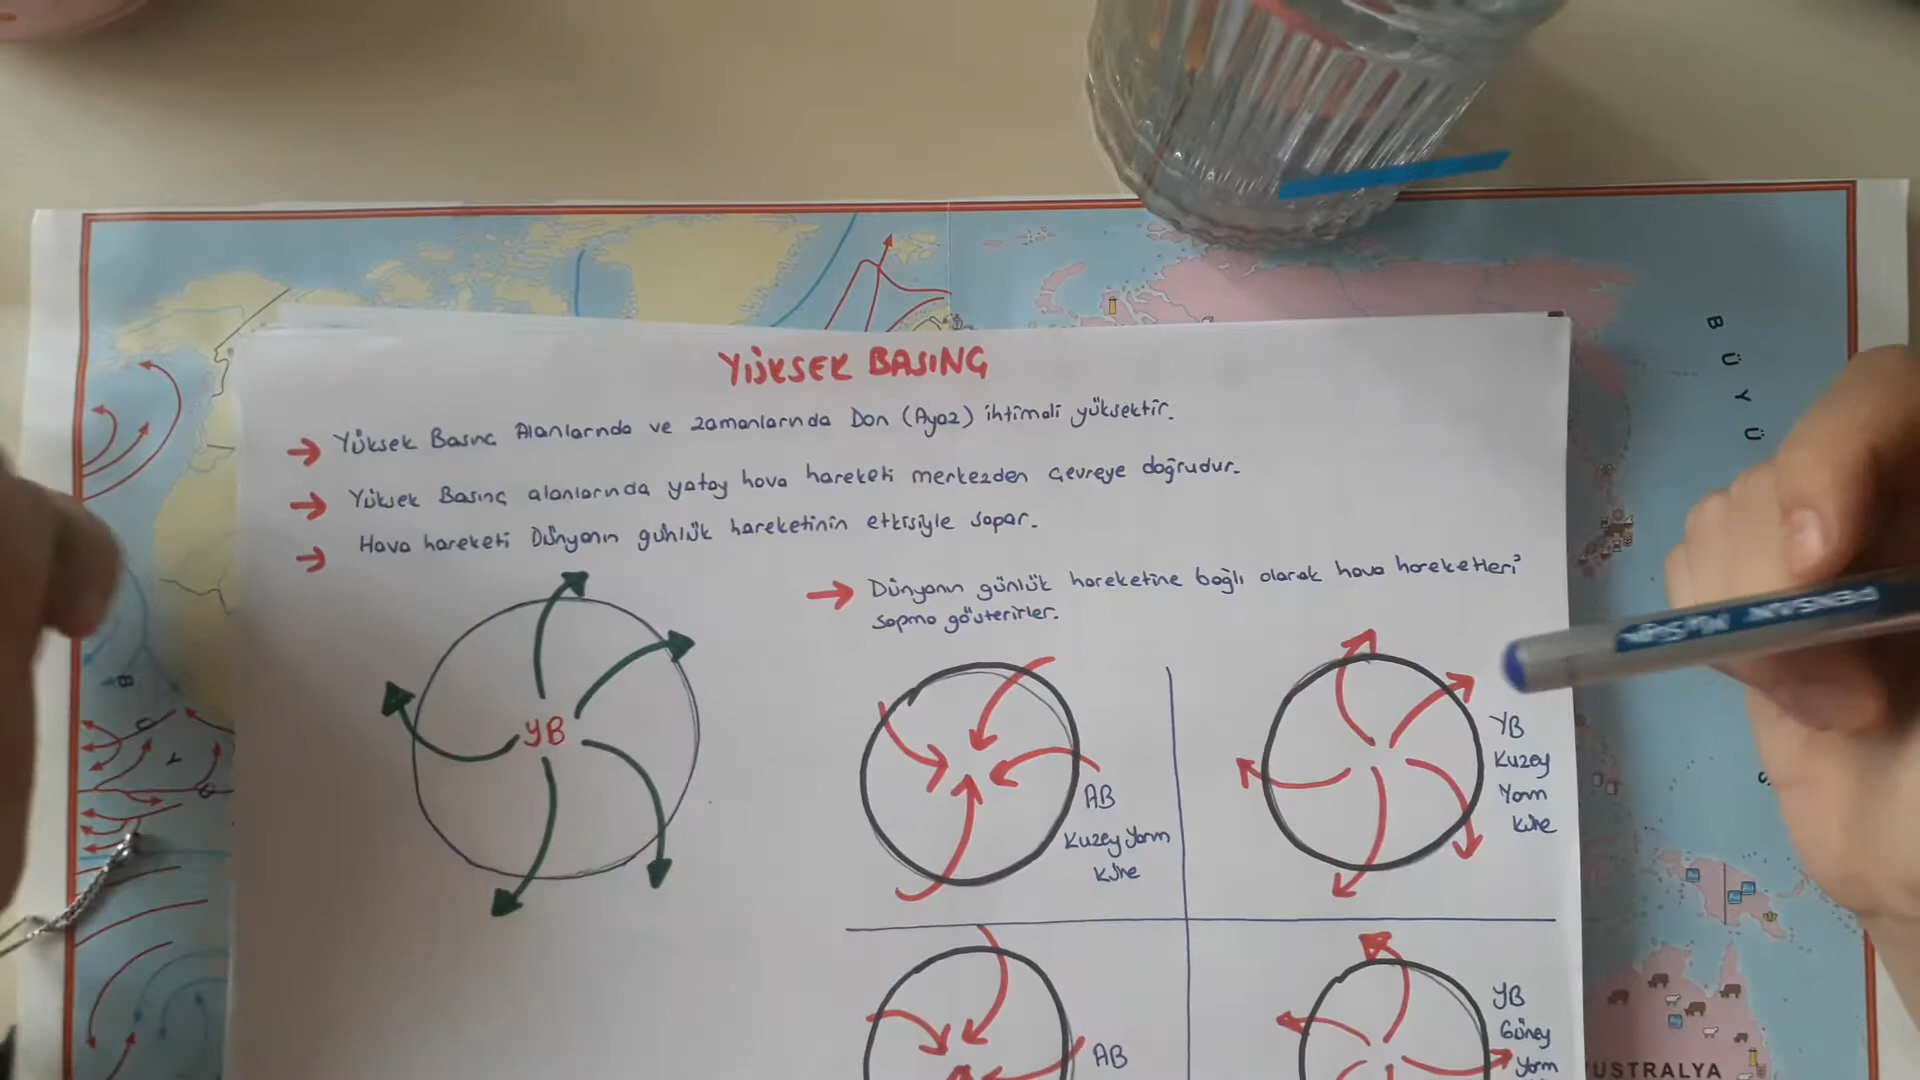 YÜKSEK BASINÇ
Yüksek Basınç Alanlarında ve zamanlarında Don (Ayaz) ihtimali yüksektir.
Yüksek Basınç alanlarında yatay hava hareketi merkezden çevreye doğrudur.
Hava hareketi Dünyanın günlük hareketinin etkisiyle sapar.
Dünyanın günlük hareketine bağlı olarak hava hareketleri
sapma gösterirler.
YB
AB
Kuzey Yarım
Küre
YB
Kuzey
Yarım
Küre
AB
YB
Güney
Yarım
BÜYÜ
PENSAN
USTRALYA